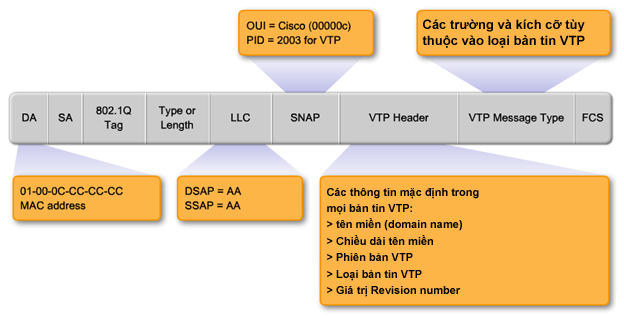 OUI = Cisco (00000c)
PID = 2003 for VTP
Các trường và kích cỡ tùy
thuộc vào loại bản tin VTP
DA
SA
802.1Q
Tag
Type or
Length
LLC
SNAP
VTP Header
VTP Message Type
FCS
01-00-0C-CC-CC-CC
MAC address
DSAP = AA
SSAP = AA
Các thông tin mặc định trong
mọi bản tin VTP:
> tên miền (domain name)
> Chiều dài tên miền
> Phiên bản VTP
> Loại bản tin VTP
> Giá trị Revision number